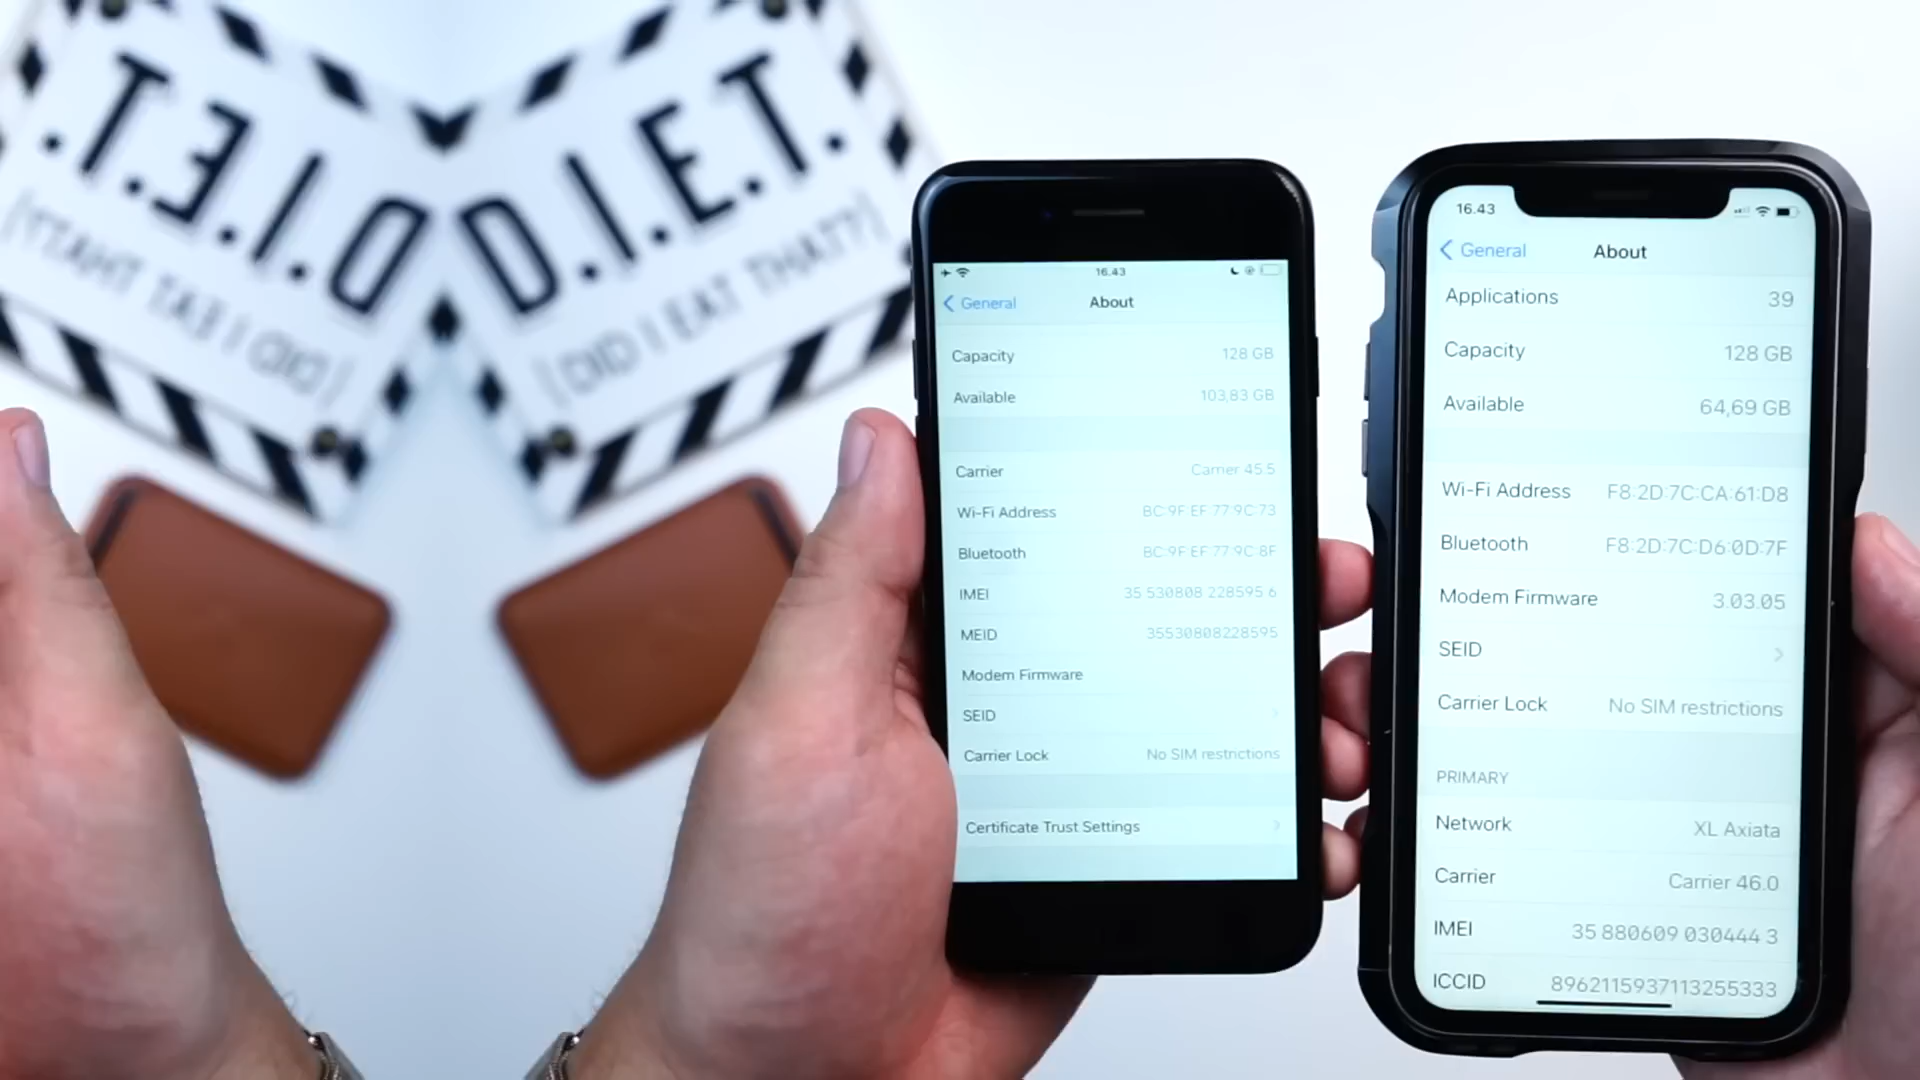 D.I.E.T.
[DID I EAT THAT?]
16.43
General
About
Capacity
128 GB
Available
103,83 GB
Carrier
Carrier 45.5
Wi-Fi Address
BC:9F:EF:77:9C:73
Bluetooth
BC:9F:EF:77:9C:8F
IMEI
35 530808 228595 6
MEID
35530808228595
Modem Firmware
SEID
Carrier Lock
No SIM restrictions
Certificate Trust Settings
16.43
General
About
Applications
39
Capacity
128 GB
Available
64,69 GB
Wi-Fi Address
F8:2D:7C:CA:61:D8
Bluetooth
F8:2D:7C:D6:0D:7F
Modem Firmware
3.03.05
SEID
Carrier Lock
No SIM restrictions
PRIMARY
Network
XL Axiata
Carrier
Carrier 46.0
IMEI
35 880609 030444 3
ICCID
8962115937113255333